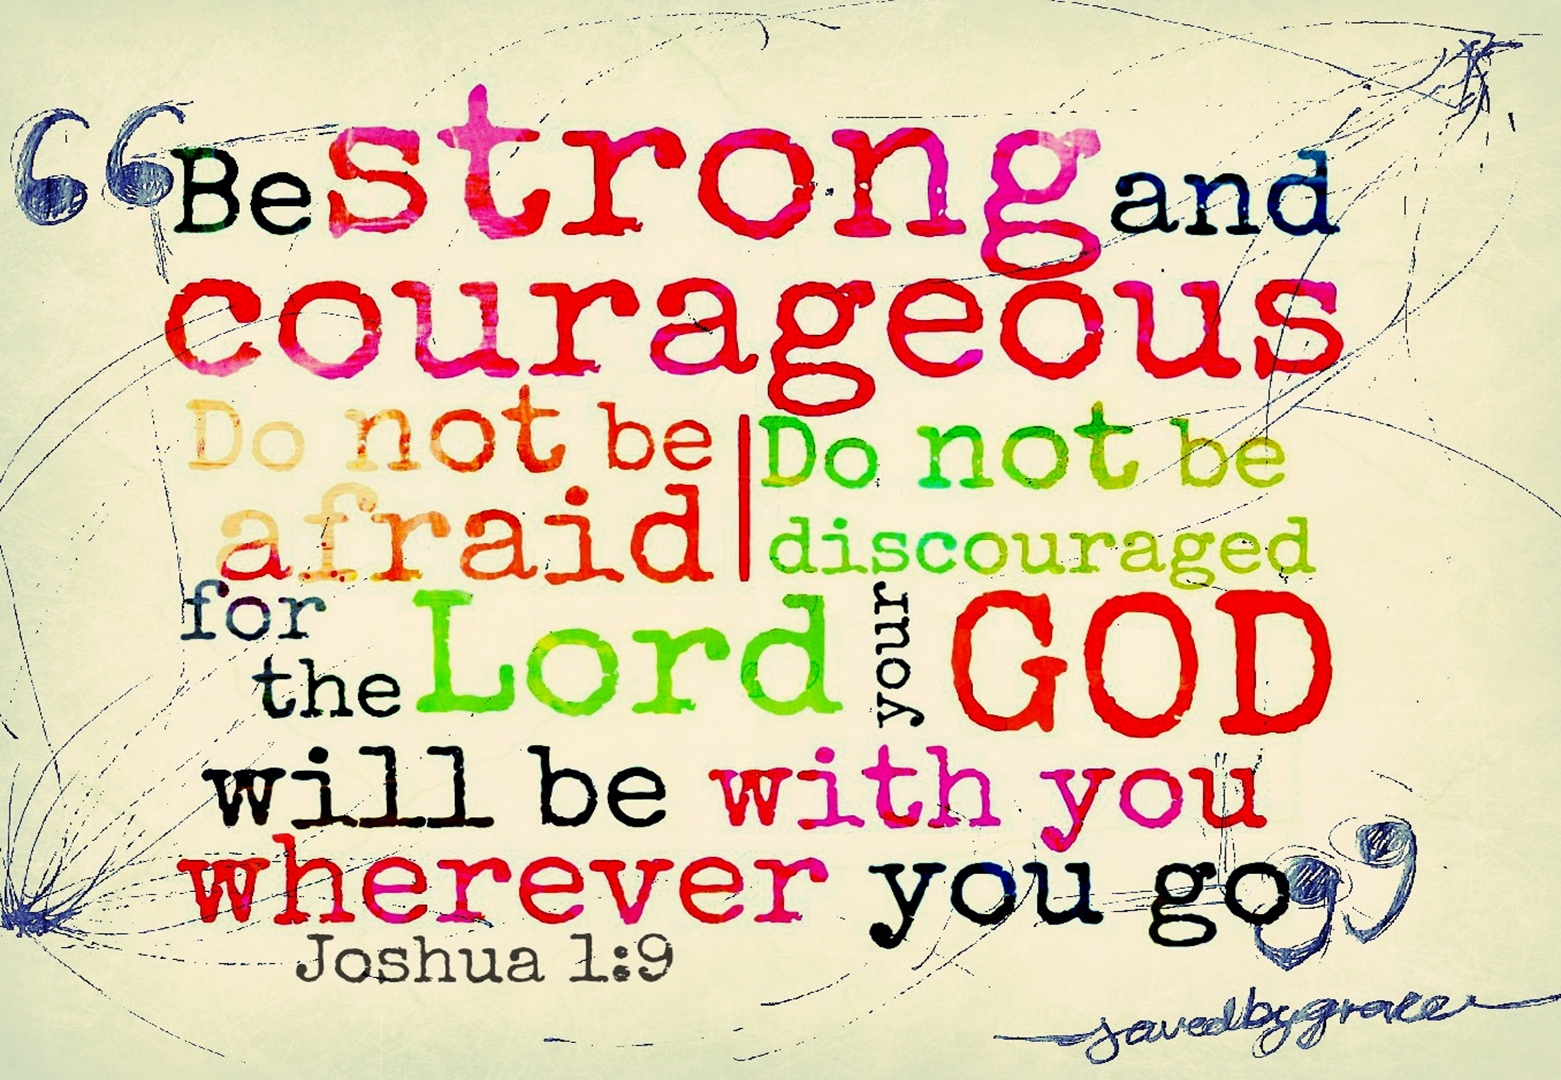 “Be strong and
courageous
Do not be
afraid
Do not be
discouraged
for
the Lord your GOD
will be with you
wherever you go”
Joshua 1:9
savedbygrace